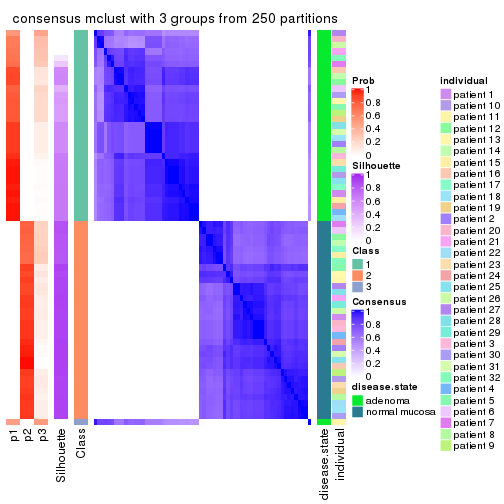 consensus mclust with 3 groups from 250 partitions
p1
p2
p3
Silhouette
Class
disease.state
individual
Prob
1
0.8
0.6
0.4
0.2
0
Silhouette
1
0.8
0.6
0.4
0.2
0
Class
1
2
3
Consensus
1
0.8
0.6
0.4
0.2
0
disease.state
adenoma
normal mucosa
individual
patient 1
patient 10
patient 11
patient 12
patient 13
patient 14
patient 15
patient 16
patient 17
patient 18
patient 19
patient 2
patient 20
patient 21
patient 22
patient 23
patient 24
patient 25
patient 26
patient 27
patient 28
patient 29
patient 3
patient 30
patient 31
patient 32
patient 4
patient 5
patient 6
patient 7
patient 8
patient 9